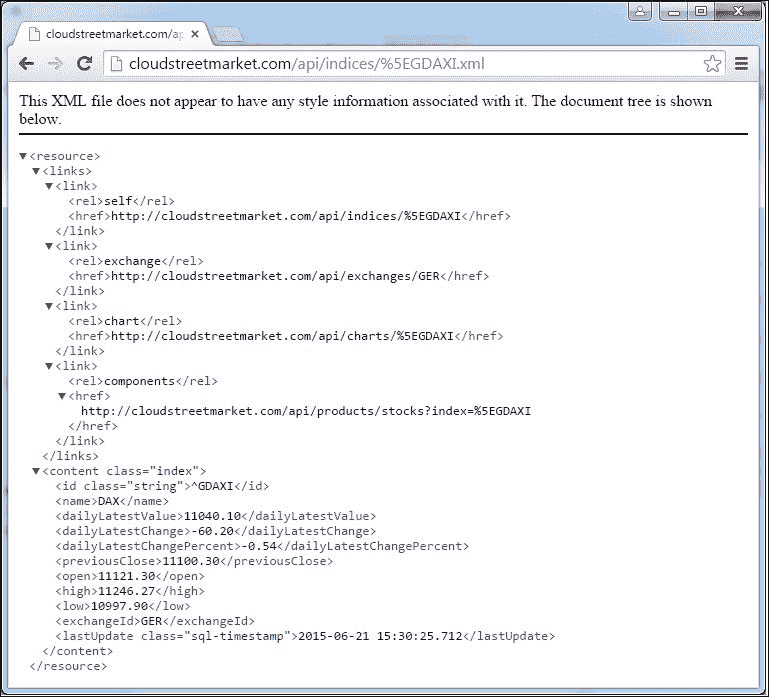 cloudstreetmarket.com/ap
cloudstreetmarket.com/api/indices/%5EGDAXI.xml
This XML file does not appear to have any style information associated with it. The document tree is shown
below.
▼<resource>
▼<links>
▼<link>
<rel>self</rel>
<href>http://cloudstreetmarket.com/api/indices/%5EGDAXI</href>
</link>
▼<link>
<rel>exchange</rel>
<href>http://cloudstreetmarket.com/api/exchanges/GER</href>
</link>
▼<link>
<rel>chart</rel>
<href>http://cloudstreetmarket.com/api/charts/%5EGDAXI</href>
</link>
▼<link>
<rel>components</rel>
▼<href>
http://cloudstreetmarket.com/api/products/stocks?index=%5EGDAXI
</href>
</link>
</links>
▼<content class="index">
<id class="string">^GDAXI</id>
<name>DAX</name>
<dailyLatestValue>11040.10</dailyLatestValue>
<dailyLatestChange>-60.20</dailyLatestChange>
<dailyLatestChangePercent>-0.54</dailyLatestChangePercent>
<previousClose>11100.30</previousClose>
<open>11121.30</open>
<high>11246.27</high>
<low>10997.90</low>
<exchangeId>GER</exchangeId>
<lastUpdate class="sql-timestamp">2015-06-21 15:30:25.712</lastUpdate>
</content>
</resource>